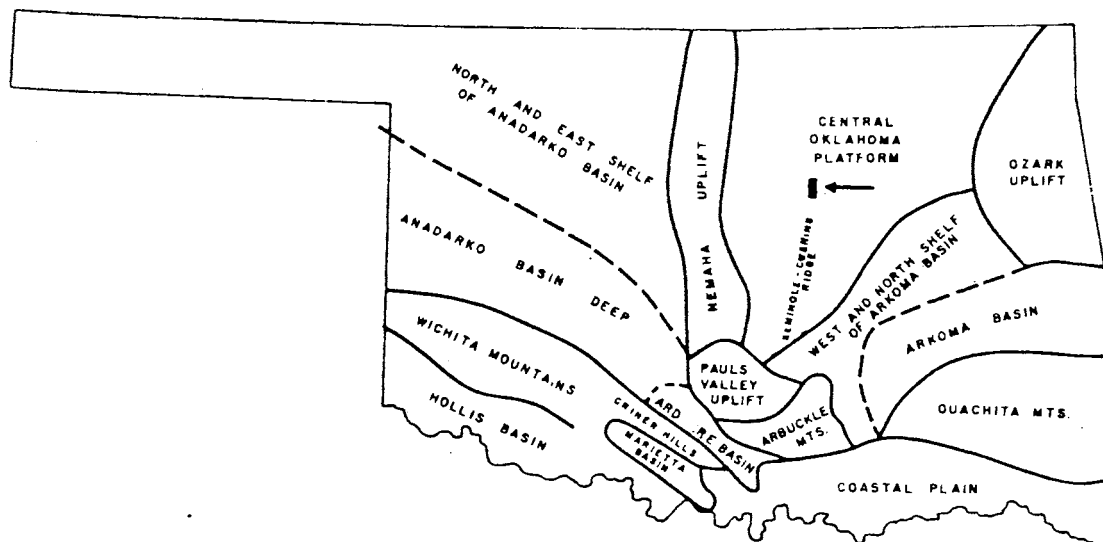 NORTH AND EAST SHELF
OF ANADARKO BASIN
ANADARKO BASIN DEEP
WICHITA MOUNTAINS
HOLLIS BASIN
NEMAHA UPLIFT
CENTRAL
OKLAHOMA
PLATFORM
OZARK
UPLIFT
RIDGE
WEST AND NORTH SHELF
OF ARKOMA BASIN
ARKOMA BASIN
OUACHITA MTS.
PAULS
VALLEY
UPLIFT
ARBUCKLE
MTS.
ARD RE BASIN
CRINER HILLS
MARIETTA
BASIN
COASTAL PLAIN